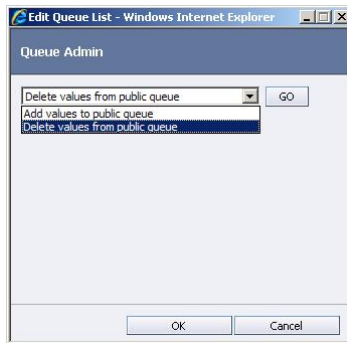 Edit Queue List - Windows Internet Explorer
Queue Admin
Delete values from public queue GO
Add values to public queue
Delete values from public queue
OK Cancel